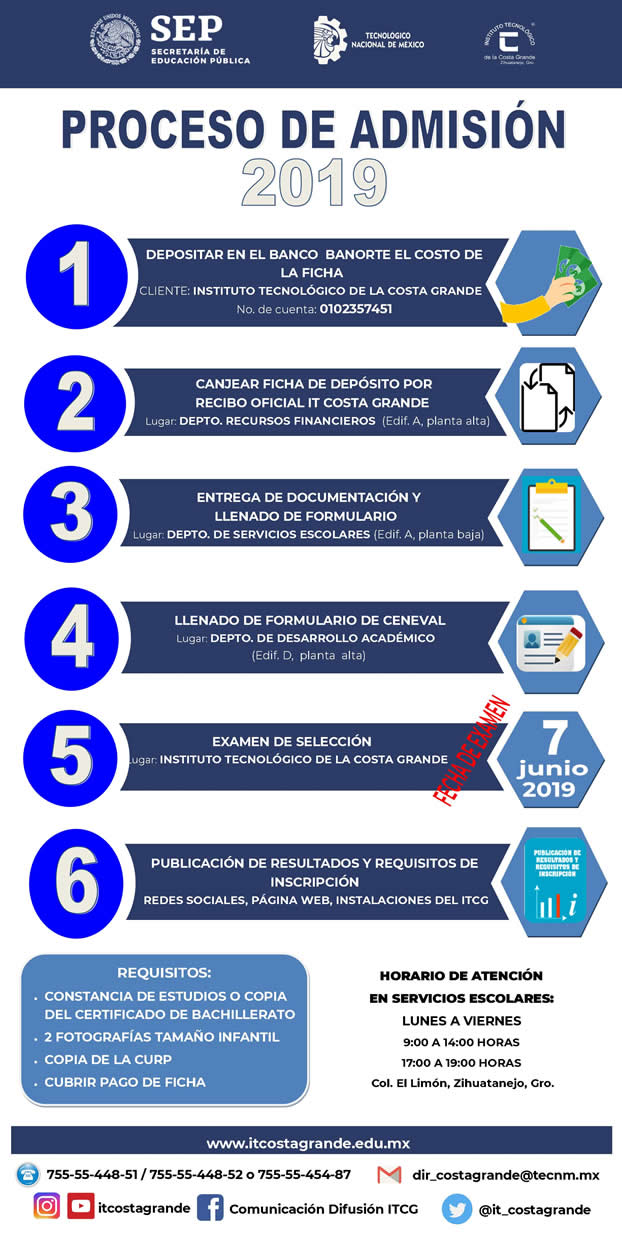 SEP
SECRETARÍA DE
EDUCACIÓN PÚBLICA
TECNOLÓGICO
NACIONAL DE MÉXICO
INSTITUTO TECNOLÓGICO
de la Costa Grande
Zihuatanejo, Gro.
PROCESO DE ADMISIÓN
2019
1
DEPOSITAR EN EL BANCO BANORTE EL COSTO DE
LA FICHA
CLIENTE: INSTITUTO TECNOLÓGICO DE LA COSTA GRANDE
No. de cuenta: 0102357451
2
CANJEAR FICHA DE DEPÓSITO POR
RECIBO OFICIAL IT COSTA GRANDE
Lugar: DEPTO. RECURSOS FINANCIEROS (Edif. A, planta alta)
3
ENTREGA DE DOCUMENTACIÓN Y
LLENADO DE FORMULARIO
Lugar: DEPTO. DE SERVICIOS ESCOLARES (Edif. A, planta baja)
4
LLENADO DE FORMULARIO DE CENEVAL
Lugar: DEPTO. DE DESARROLLO ACADÉMICO
(Edif. D, planta alta)
5
EXAMEN DE SELECCIÓN
Lugar: INSTITUTO TECNOLÓGICO DE LA COSTA GRANDE
FECHA DE EXAMEN
7
junio
2019
6
PUBLICACIÓN DE RESULTADOS Y REQUISITOS DE
INSCRIPCIÓN
REDES SOCIALES, PÁGINA WEB, INSTALACIONES DEL ITCG
PUBLICACIÓN DE
RESULTADOS Y
REQUISITOS DE
INSCRIPCIÓN
i
REQUISITOS:
• CONSTANCIA DE ESTUDIOS O COPIA
DEL CERTIFICADO DE BACHILLERATO
• 2 FOTOGRAFÍAS TAMAÑO INFANTIL
• COPIA DE LA CURP
• CUBRIR PAGO DE FICHA
HORARIO DE ATENCIÓN
EN SERVICIOS ESCOLARES:
LUNES A VIERNES
9:00 A 14:00 HORAS
17:00 A 19:00 HORAS
Col. El Limón, Zihuatanejo, Gro.
www.itcostagrande.edu.mx
755-55-448-51 / 755-55-448-52 o 755-55-454-87
dir_costagrande@tecnm.mx
itcostagrande
Comunicación Difusión ITCG
@it_costagrande